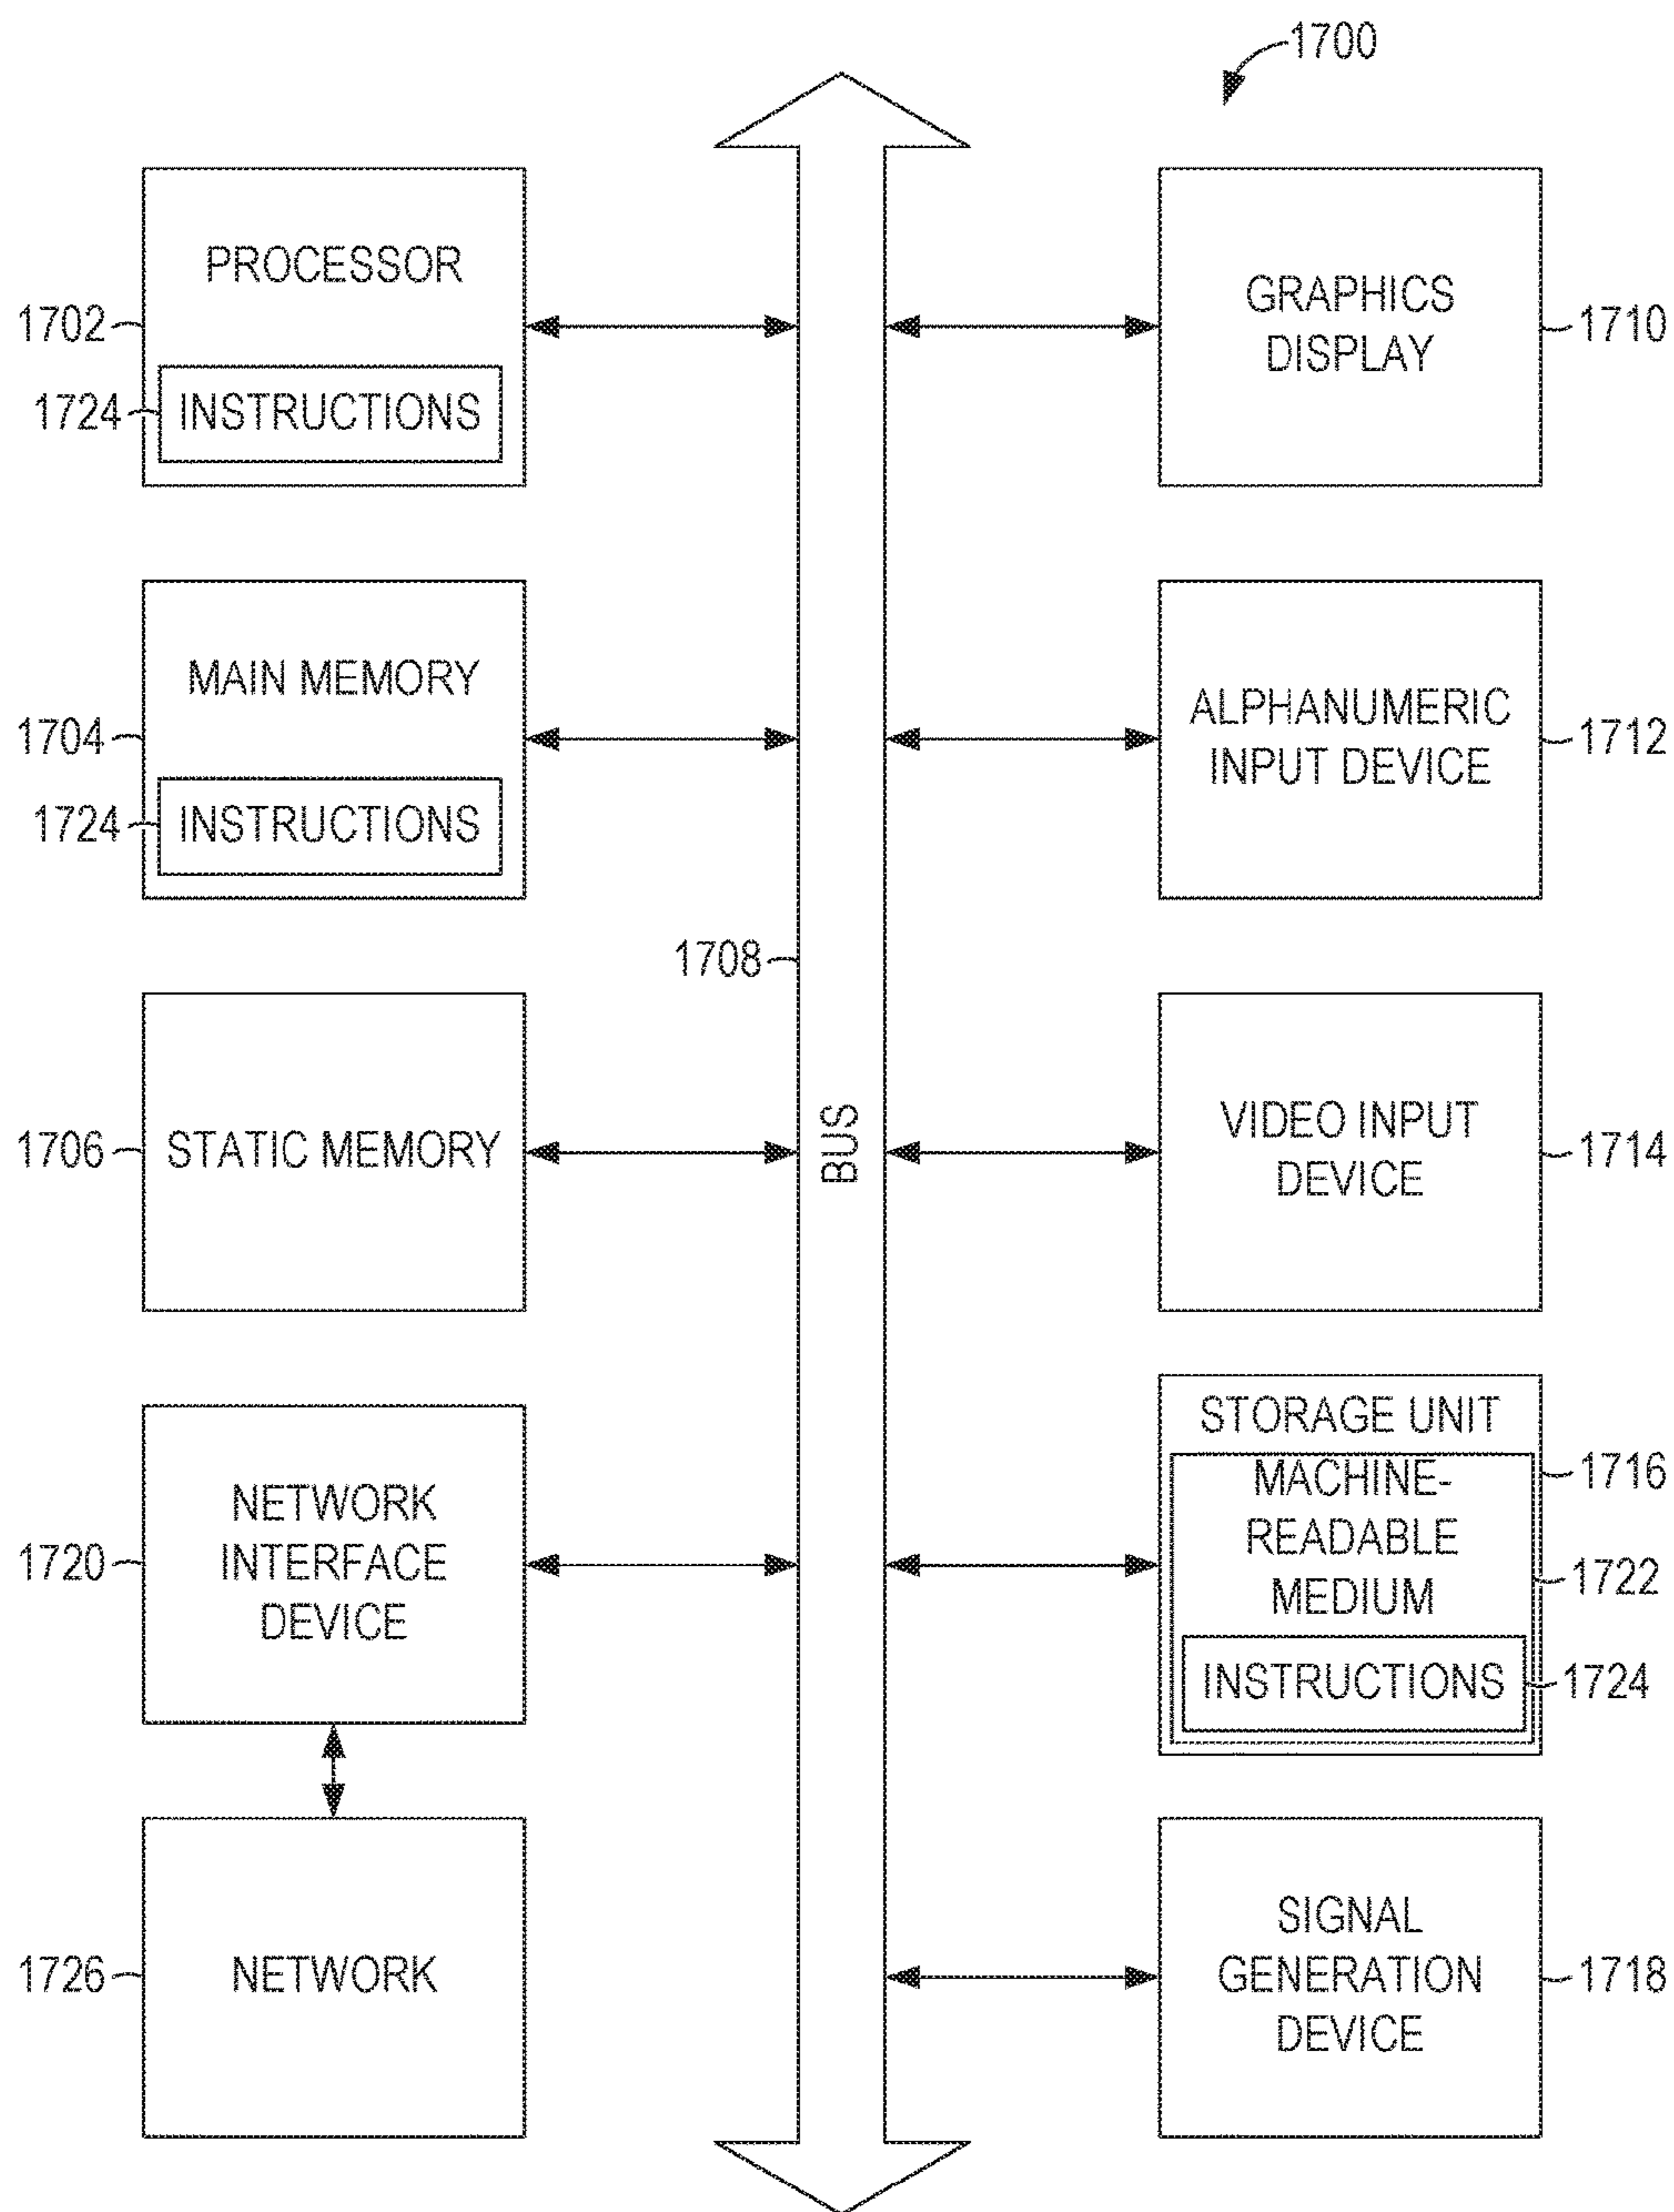 1700
PROCESSOR
1702
1724
INSTRUCTIONS
MAIN MEMORY
1704
1724
INSTRUCTIONS
1706
STATIC MEMORY
NETWORK
INTERFACE
DEVICE
1720
1726
NETWORK
1708
BUS
GRAPHICS
DISPLAY
1710
ALPHANUMERIC
INPUT DEVICE
1712
VIDEO INPUT
DEVICE
1714
STORAGE UNIT
1716
MACHINE-
READABLE
MEDIUM
1722
INSTRUCTIONS
1724
SIGNAL
GENERATION
DEVICE
1718